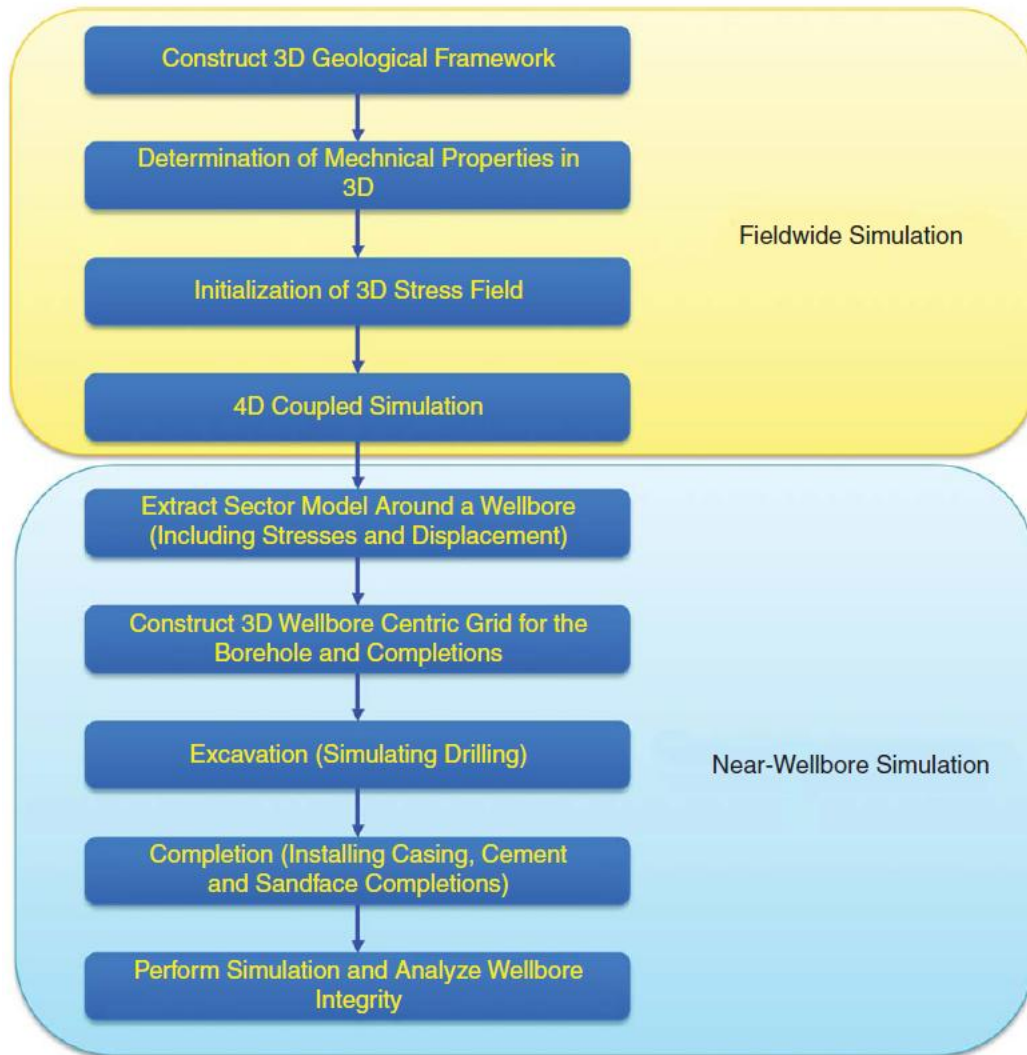 Construct 3D Geological Framework
Determination of Mechnical Properties in
3D
Fieldwide Simulation
Initialization of 3D Stress Field
4D Coupled Simulation
Extract Sector Model Around a Wellbore
(Including Stresses and Displacement)
Construct 3D Wellbore Centric Grid for the
Borehole and Completions
Excavation (Simulating Drilling)
Near-Wellbore Simulation
Completion (Installing Casing, Cement
and Sandface Completions)
Perform Simulation and Analyze Wellbore
Integrity